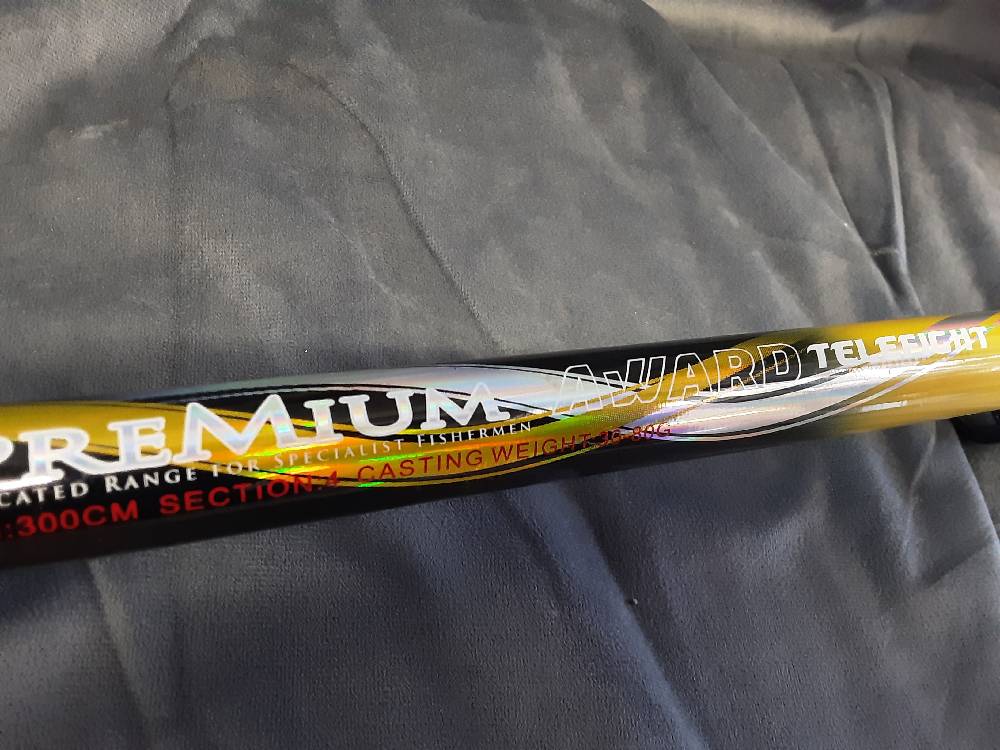 PREMIUM AWARD TELEFIGHT
CATED RANGE FOR SPECIALIST FISHERMEN
:300CM SECTION:4 CASTING WEIGHT